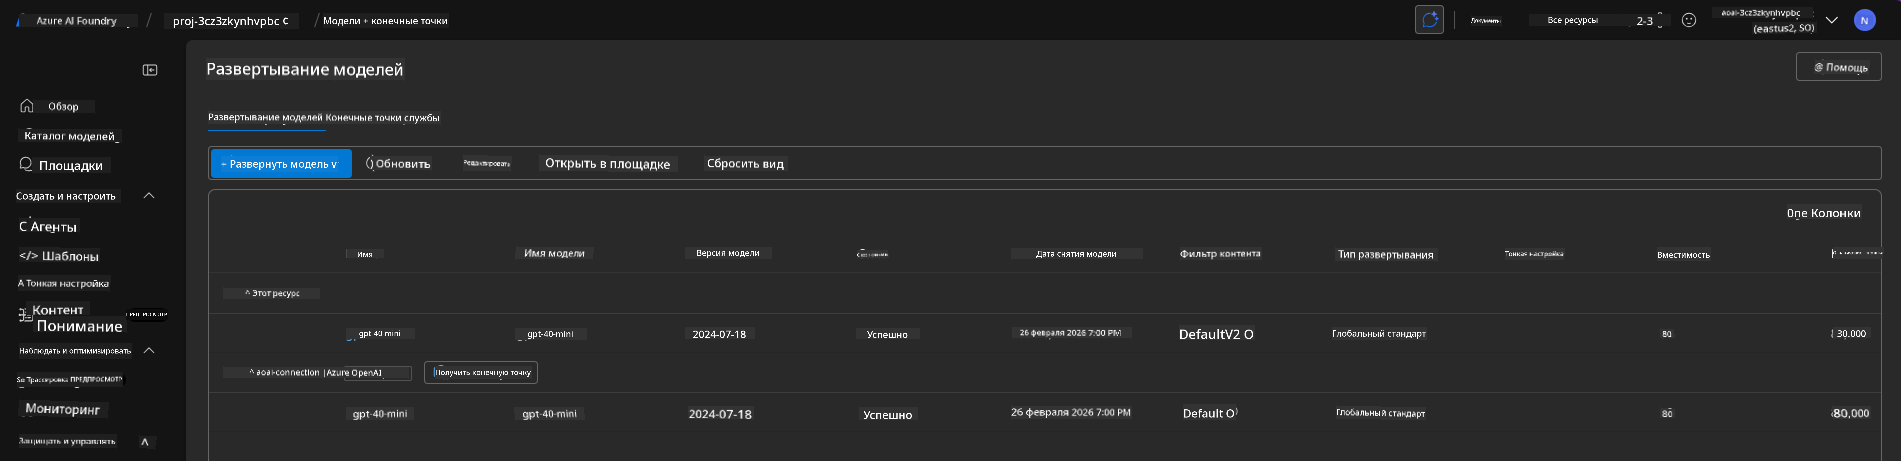 Azure AI Foundry / proj-3cz3zkynhvpbc с / Модели + конечные точки
Все ресурсы 2-3 aoai-3cz3zkynhvpbc
(eastus2, SO) N
Обзор
Каталог моделей
Площадки
Создать и настроить
С Агенты
</> Шаблоны
А Тонкая настройка
Контент
Понимание
Наблюдать и оптимизировать
Sa Трассировка ПРЕДПРОСМОТР
Мониторинг
Защищать и управлять ^
Развертывание моделей
@ Помощь
Развертывание моделей Конечные точки службы
+ Развернуть модель v Обновить Редактировать Открыть в площадке Сбросить вид
One Колонки
Имя Имя модели Версия модели Состояние Дата снятия модели Фильтр контента Тип развертывания Тонкая настройка Вместимость
^ Этот ресурс
gpt-40 mini gpt-40-mini 2024-07-18 Успешно 26 февраля 2026 7:00 PM DefaultV2 O Глобальный стандарт 80 30.000
^ aoai-connection |Azure OpenAI Получить конечную точку
gpt-40-mini gpt-40-mini 2024-07-18 Успешно 26 февраля 2026 7:00 PM Default O Глобальный стандарт 80 80,000